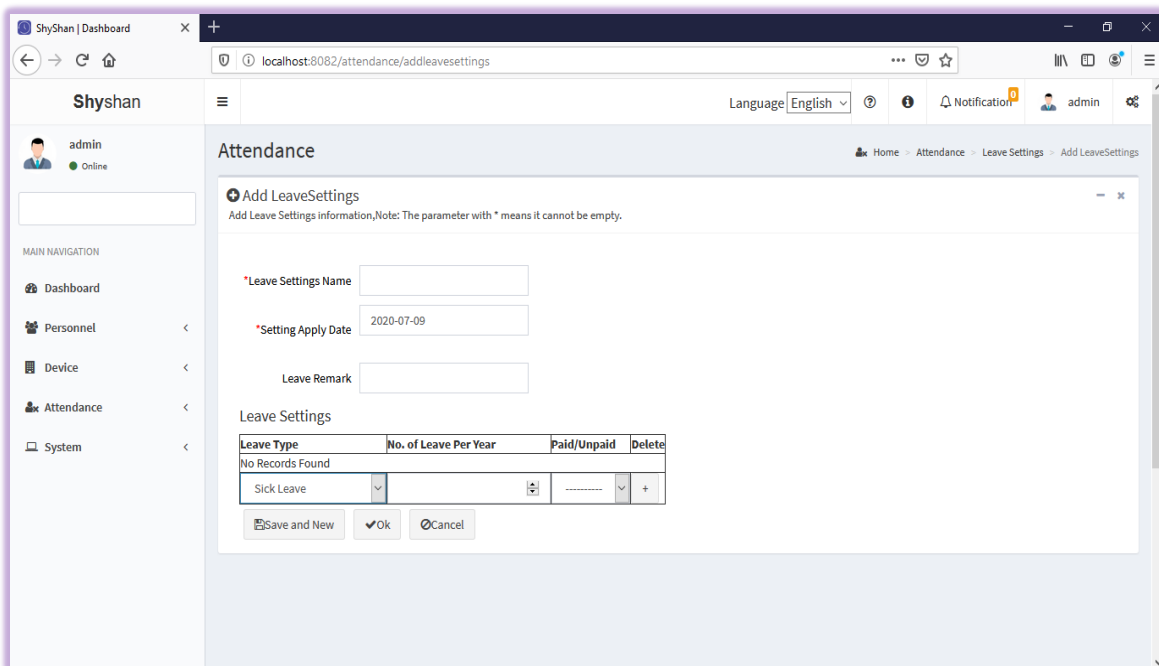 ShyShan | Dashboard
localhost:8082/attendance/addleavesettings
Shyshan
Language English
Notification 0
admin
admin
Online
MAIN NAVIGATION
Dashboard
Personnel
Device
Attendance
System
Attendance
Home > Attendance > Leave Settings > Add LeaveSettings
Add LeaveSettings
Add Leave Settings information,Note: The parameter with * means it cannot be empty.
*Leave Settings Name
*Setting Apply Date 2020-07-09
Leave Remark
Leave Settings
Leave Type No. of Leave Per Year Paid/Unpaid Delete
No Records Found
Sick Leave ---------- +
Save and New Ok Cancel